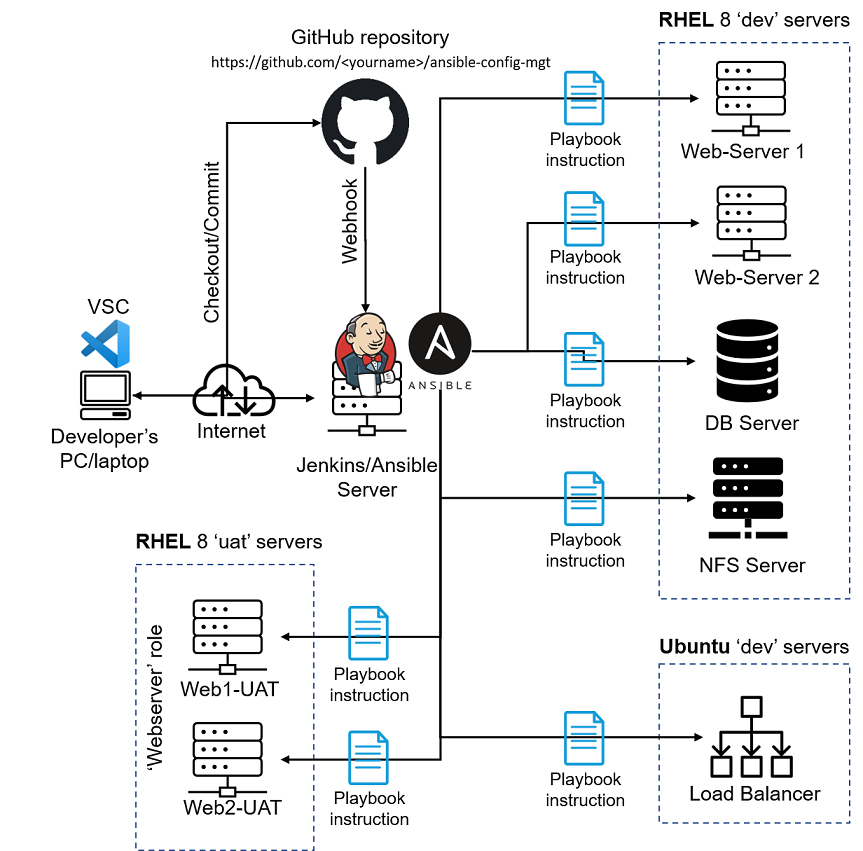 RHEL 8 ‘dev’ servers
GitHub repository
https://github.com/<yourname>/ansible-config-mgt
Playbook
instruction
Web-Server 1
Checkout/Commit
Webhook
Playbook
instruction
Web-Server 2
VSC
ANSIBLE
Developer’s
PC/laptop
Internet
Jenkins/Ansible
Server
Playbook
instruction
DB Server
Playbook
instruction
NFS Server
RHEL 8 ‘uat’ servers
‘Webserver’ role
Web1-UAT
Playbook
instruction
Web2-UAT
Playbook
instruction
Ubuntu ‘dev’ servers
Playbook
instruction
Load Balancer